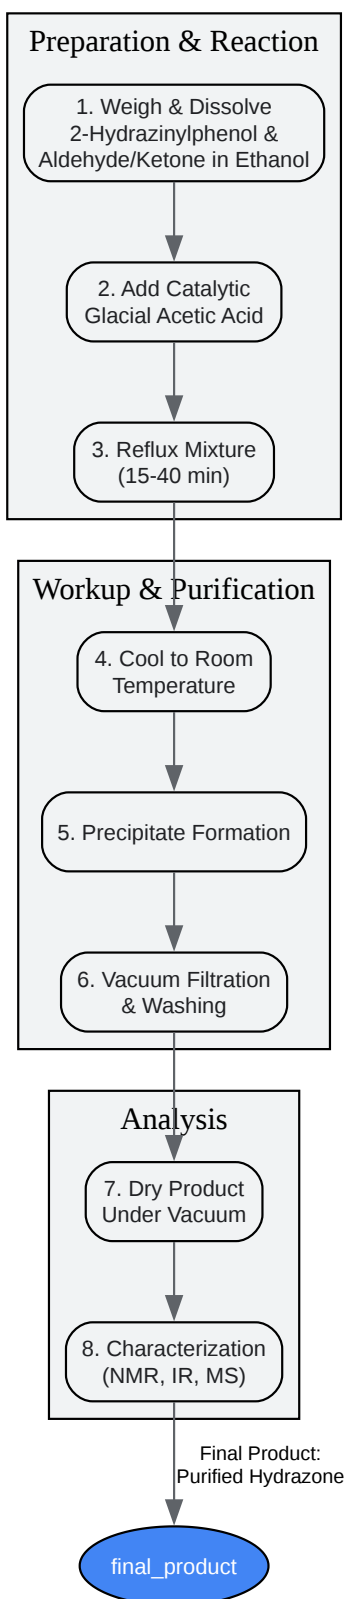 Preparation & Reaction
1. Weigh & Dissolve
2-Hydrazinylphenol &
Aldehyde/Ketone in Ethanol
2. Add Catalytic
Glacial Acetic Acid
3. Reflux Mixture
(15-40 min)
Workup & Purification
4. Cool to Room
Temperature
5. Precipitate Formation
6. Vacuum Filtration
& Washing
Analysis
7. Dry Product
Under Vacuum
8. Characterization
(NMR, IR, MS)
Final Product:
Purified Hydrazone
final_product